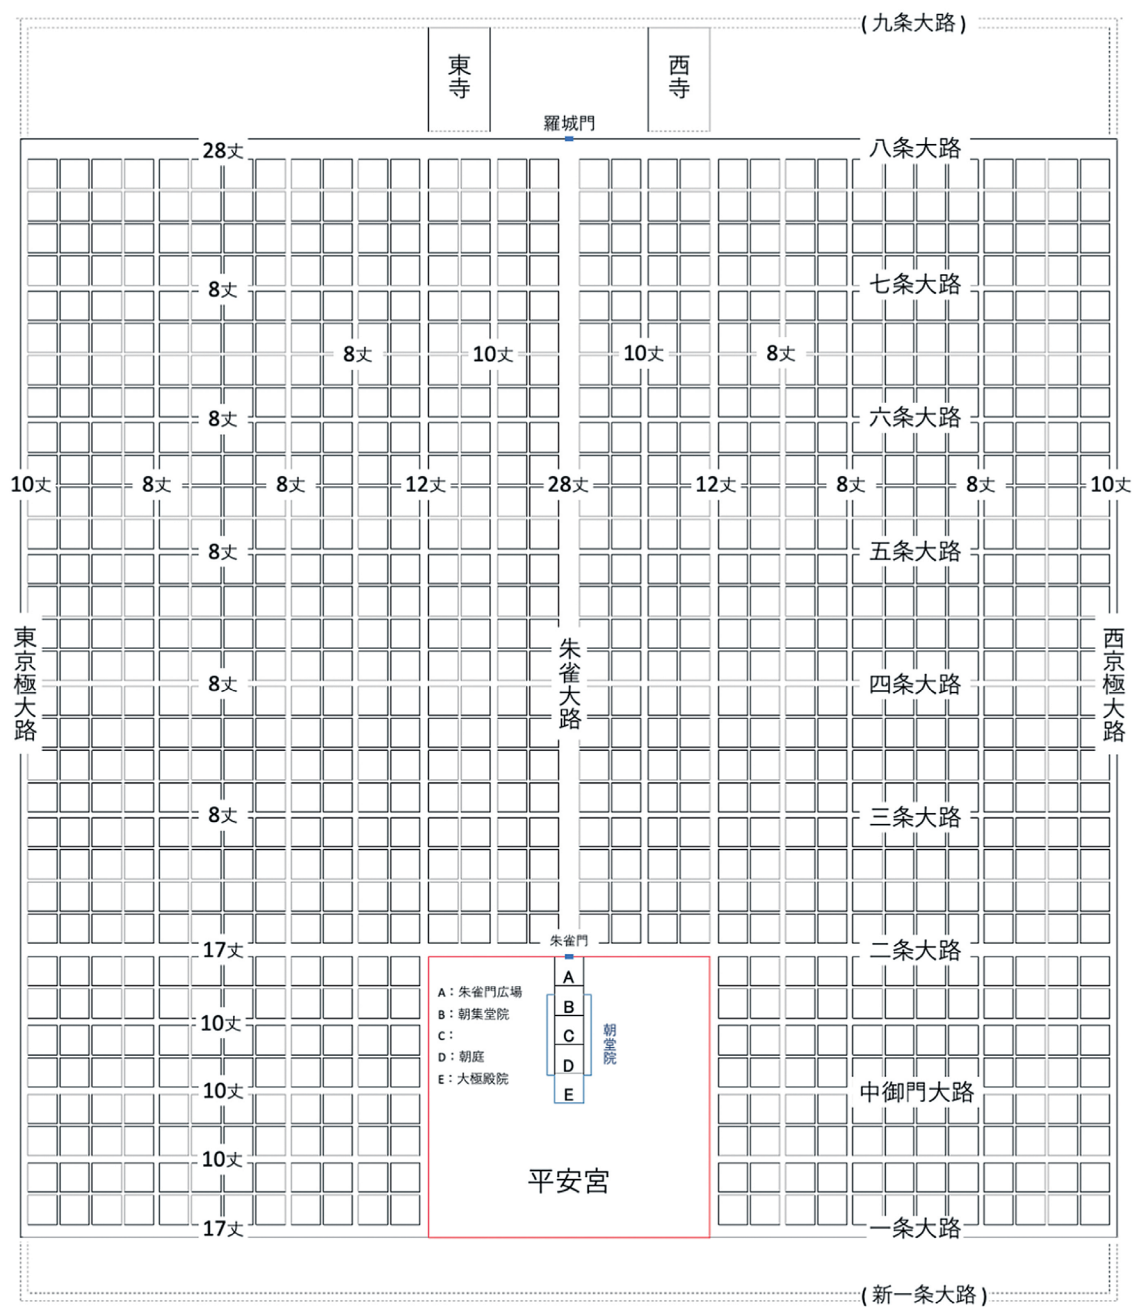 (九条大路)
東寺
西寺
羅城門
28丈
八条大路
8丈
七条大路
8丈
10丈
10丈
8丈
8丈
六条大路
10丈
8丈
8丈
12丈
28丈
12丈
8丈
8丈
10丈
8丈
五条大路
東京極大路
朱雀大路
西京極大路
8丈
四条大路
8丈
三条大路
朱雀門
17丈
二条大路
A
A：朱雀門広場
B
B：朝集堂院
10丈
C
C：
朝堂院
D
D：朝庭
E
E：大極殿院
10丈
中御門大路
10丈
平安宮
17丈
一条大路
(新一条大路)